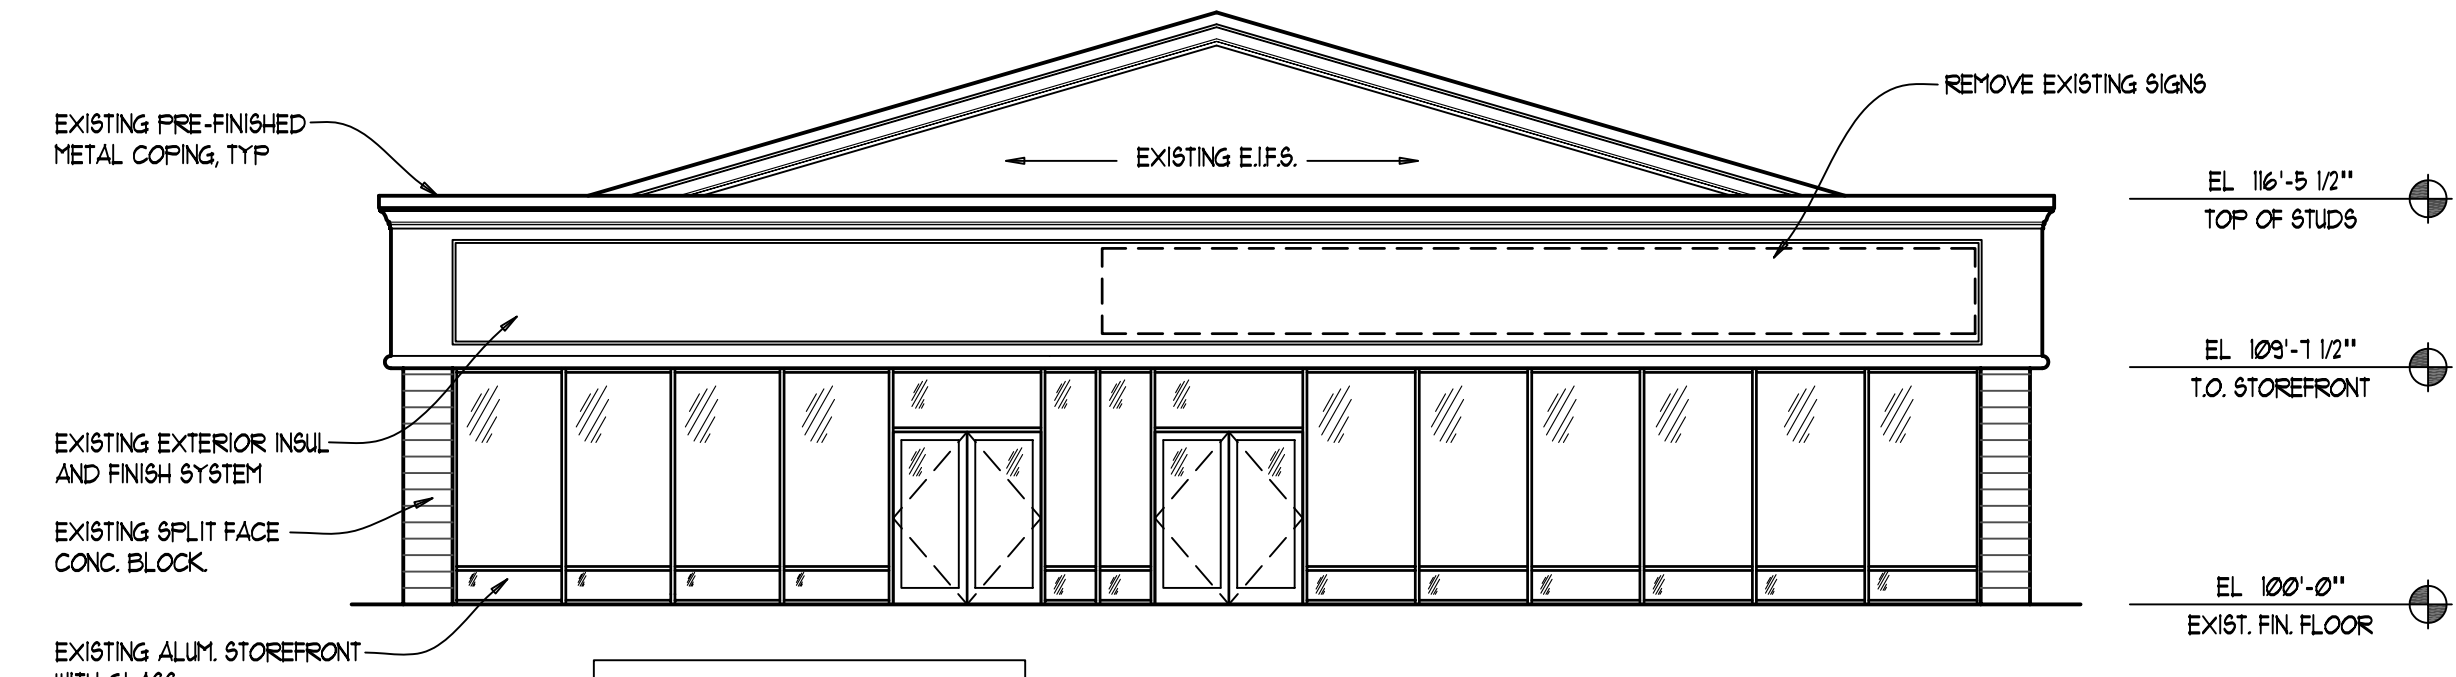 EXISTING PRE-FINISHED
METAL COPING, TYP
REMOVE EXISTING SIGNS
EXISTING E.I.F.S.
EL 116'-5 1/2"
TOP OF STUDS
EL 109'-7 1/2"
T.O. STOREFRONT
EXISTING EXTERIOR INSUL
AND FINISH SYSTEM
EXISTING SPLIT FACE
CONC. BLOCK.
EL 100'-0"
EXIST. FIN. FLOOR
EXISTING ALUM. STOREFRONT